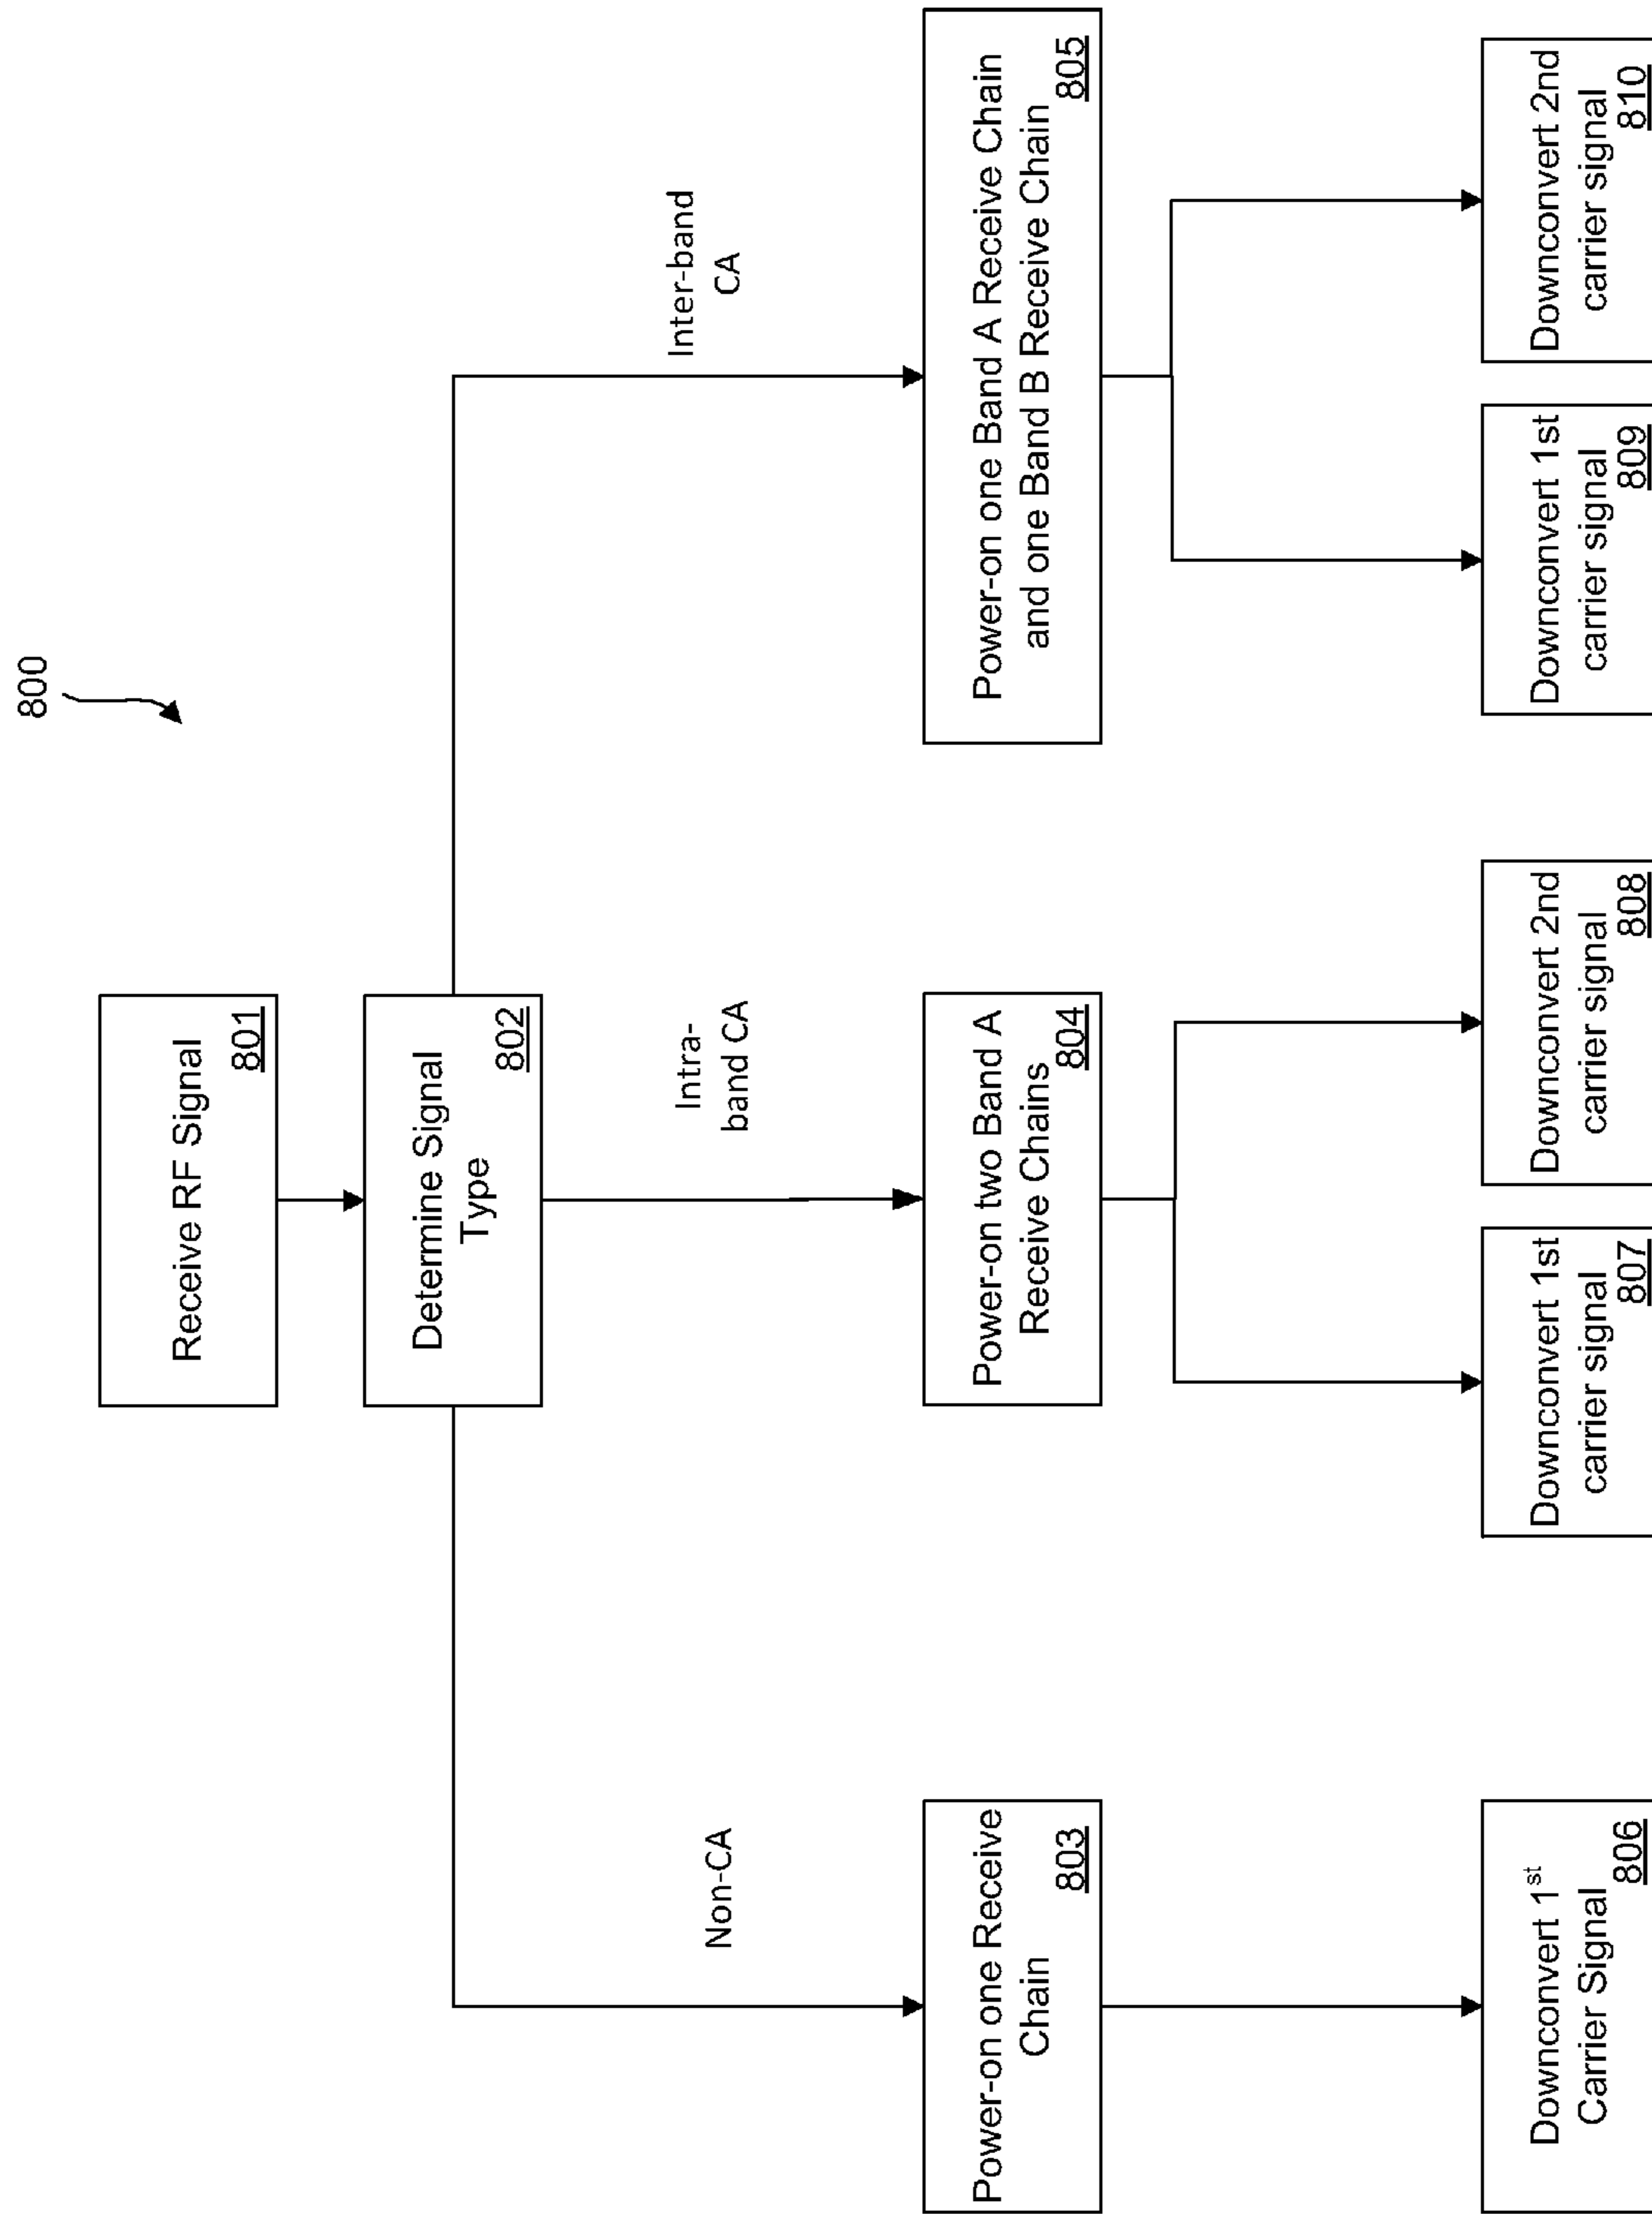 800
Receive RF Signal
801
Determine Signal
Type
802
Non-CA
Intra-
band CA
Inter-band
CA
Power-on one Receive
Chain
803
Power-on two Band A
Receive Chains
804
Power-on one Band A Receive Chain
and one Band B Receive Chain
805
Downconvert 1st
Carrier Signal
806
Downconvert 1st
carrier signal
807
Downconvert 2nd
carrier signal
808
Downconvert 1st
carrier signal
809
Downconvert 2nd
carrier signal
810